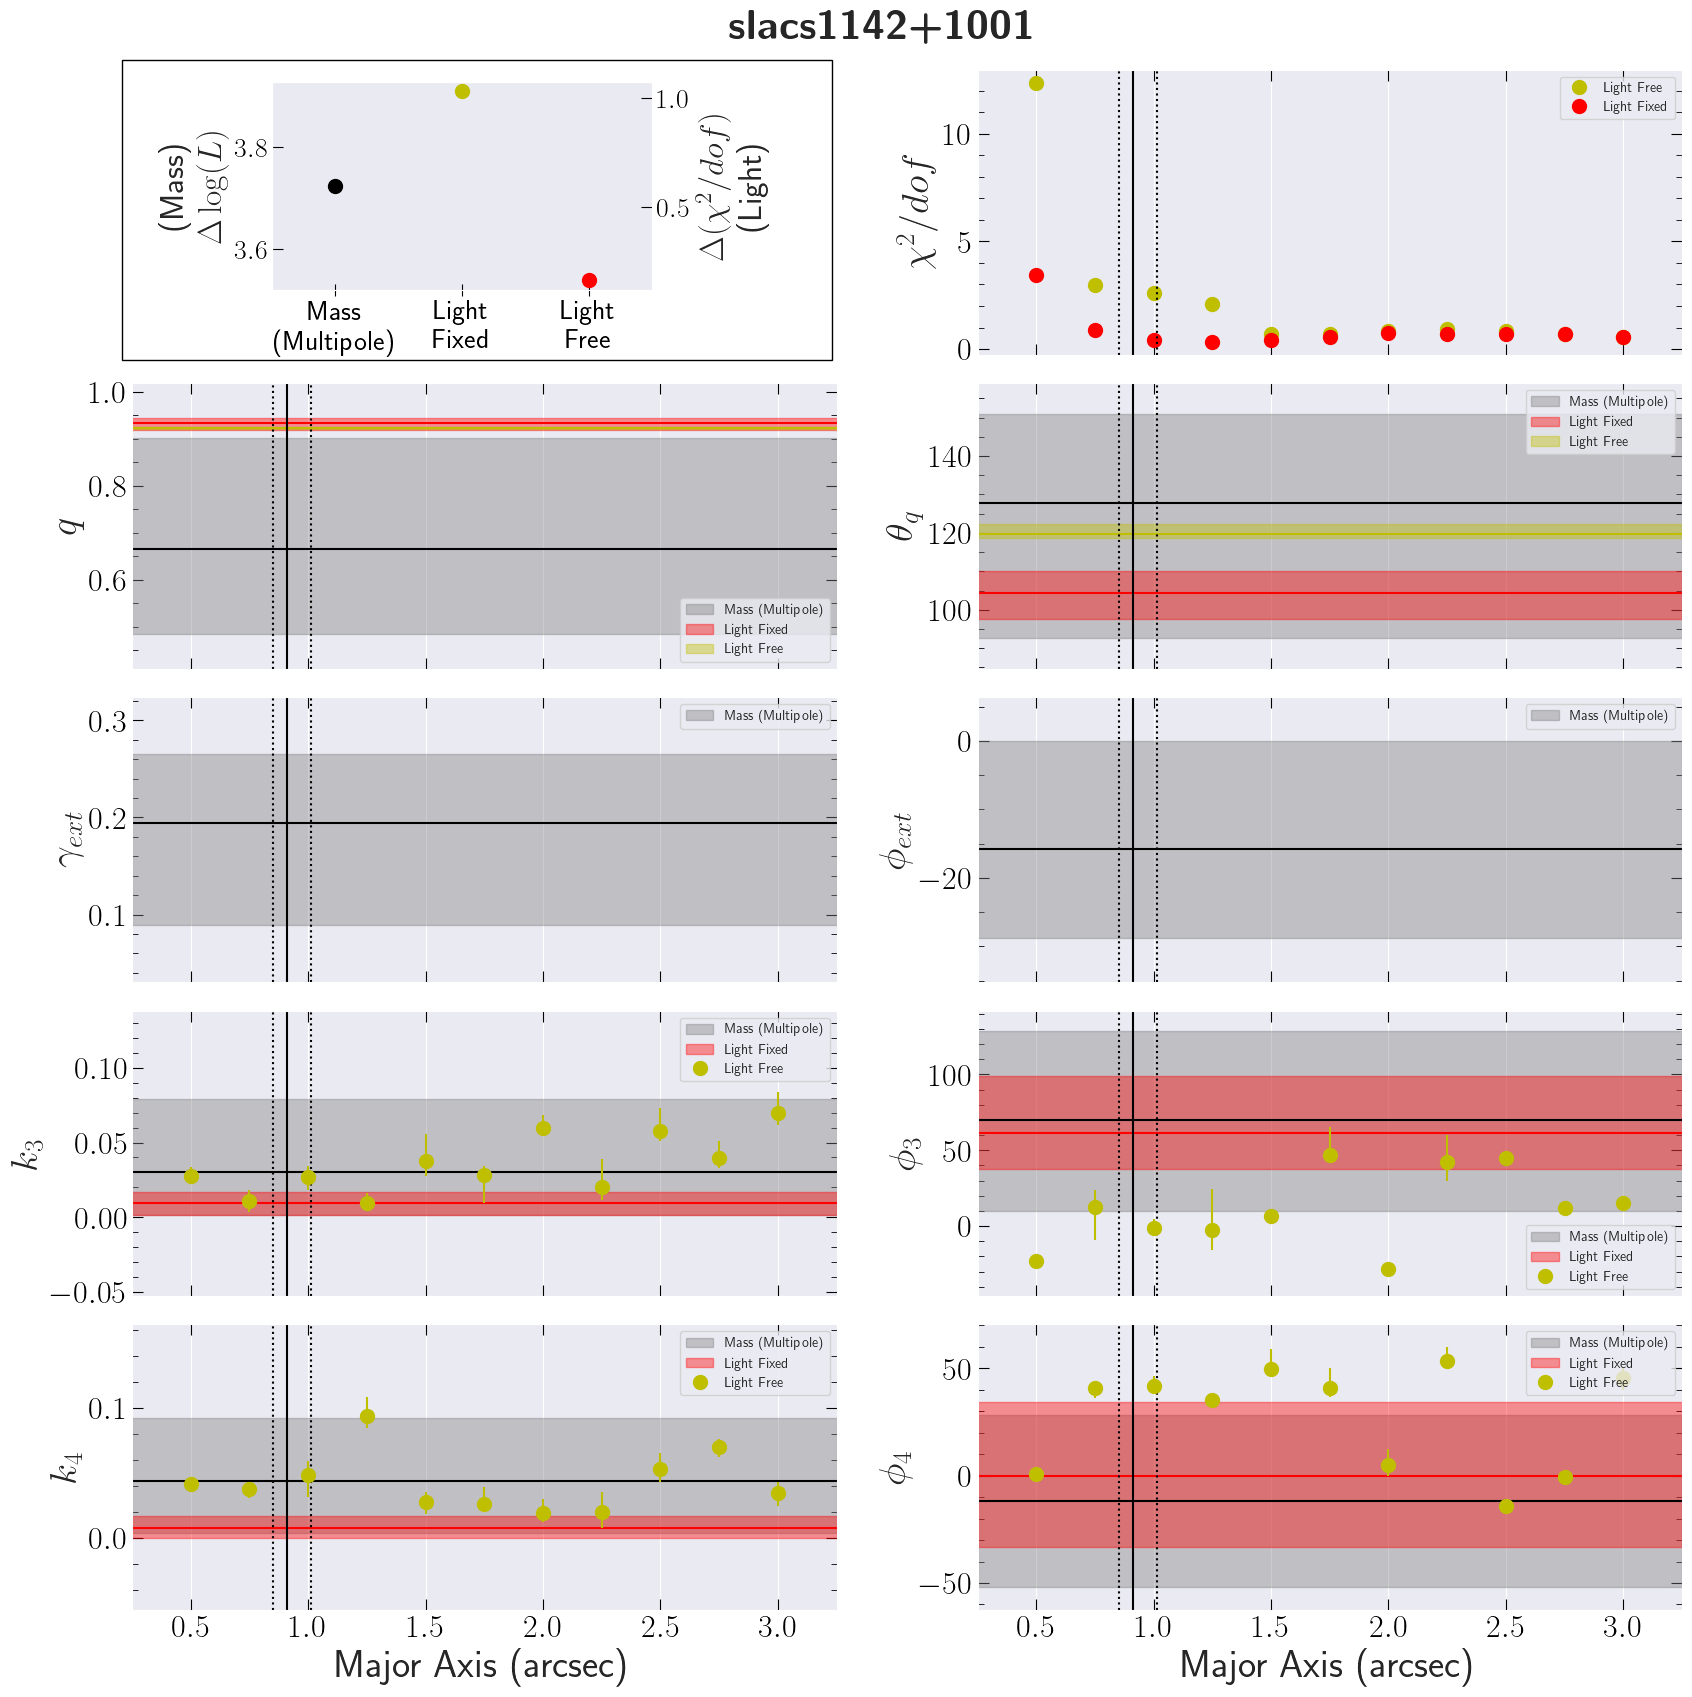 slacs1142+1001
(Mass)
Δ log(L)
3.8
3.6
1.0
0.5
Δ(χ²/dof)
(Light)
Mass
(Multipole)
Light
Fixed
Light
Free
χ²/dof
10
5
0
Light Free
Light Fixed
q
1.0
0.8
0.6
Mass (Multipole)
Light Fixed
Light Free
θ_q
140
120
100
Mass (Multipole)
Light Fixed
Light Free
γ_ext
0.3
0.2
0.1
Mass (Multipole)
ϕ_ext
0
−20
Mass (Multipole)
k₃
0.10
0.05
0.00
−0.05
Mass (Multipole)
Light Fixed
Light Free
ϕ₃
100
50
0
Mass (Multipole)
Light Fixed
Light Free
k₄
0.1
0.0
Mass (Multipole)
Light Fixed
Light Free
0.5 1.0 1.5 2.0 2.5 3.0
Major Axis (arcsec)
ϕ₄
50
0
−50
Mass (Multipole)
Light Fixed
Light Free
0.5 1.0 1.5 2.0 2.5 3.0
Major Axis (arcsec)